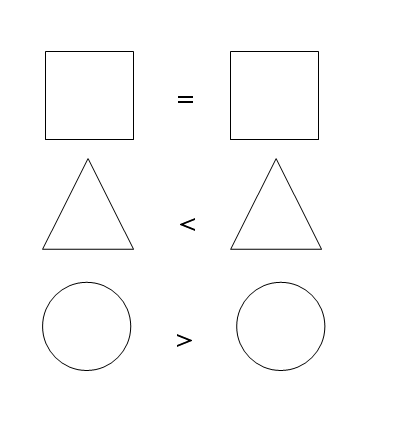 =
<
>